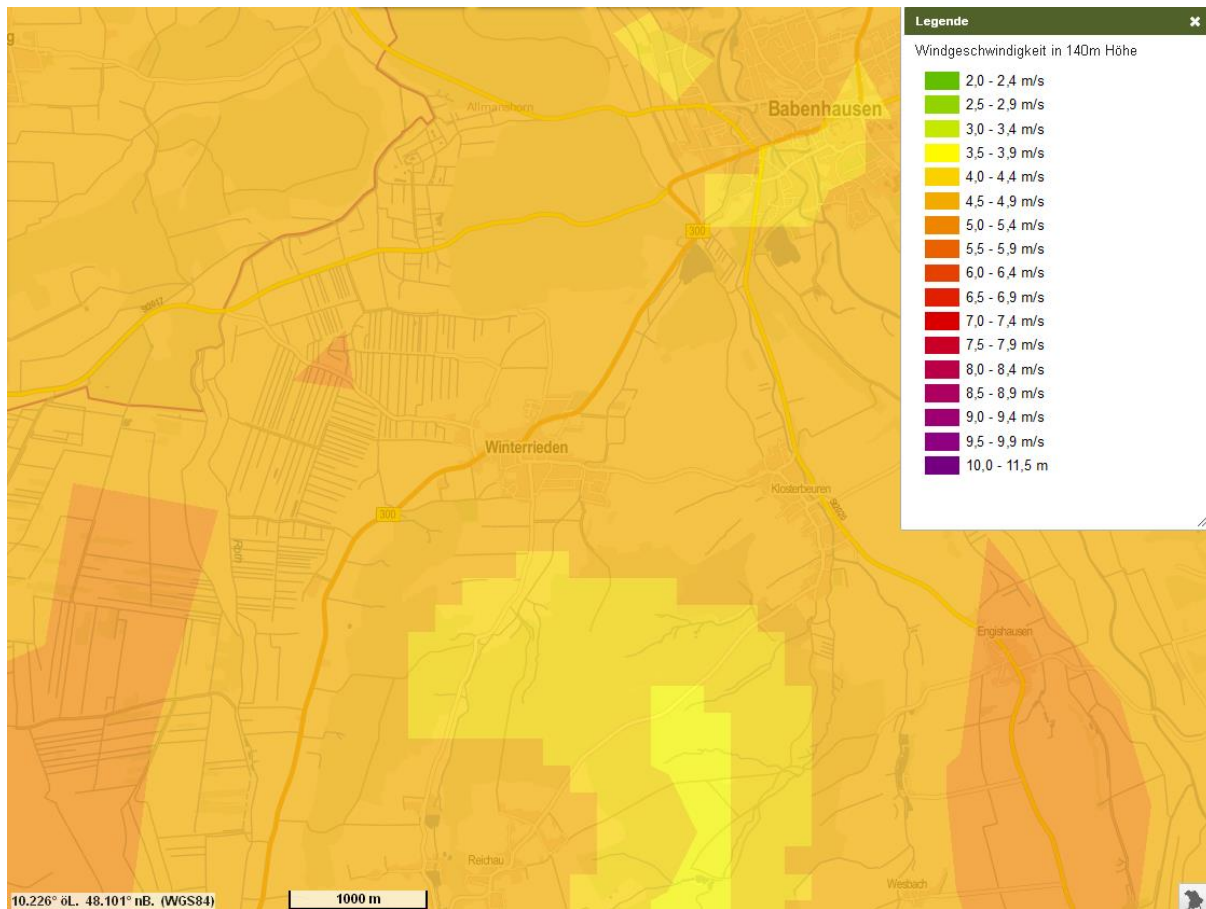 g
Legende
Windgeschwindigkeit in 140m Höhe
2,0 - 2,4 m/s
2,5 - 2,9 m/s
3,0 - 3,4 m/s
3,5 - 3,9 m/s
4,0 - 4,4 m/s
4,5 - 4,9 m/s
5,0 - 5,4 m/s
5,5 - 5,9 m/s
6,0 - 6,4 m/s
6,5 - 6,9 m/s
7,0 - 7,4 m/s
7,5 - 7,9 m/s
8,0 - 8,4 m/s
8,5 - 8,9 m/s
9,0 - 9,4 m/s
9,5 - 9,9 m/s
10,0 - 11,5 m
Allmanshorn
Babenhausen
300
St2017
Winterrieden
Klosterbeuren
300
Roth
Engishausen
Reichau
Wesbach
10.226° öL. 48.101° nB. (WGS84)
1000 m